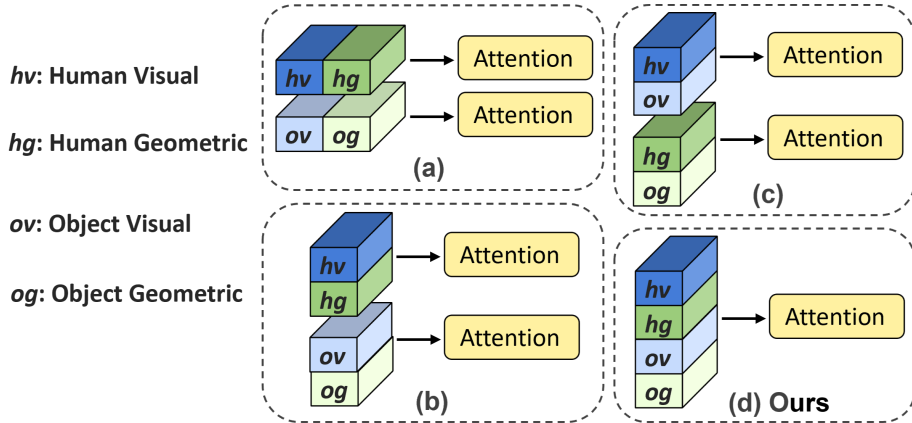 hv: Human Visual
hg: Human Geometric
ov: Object Visual
og: Object Geometric
hv hg
Attention
ov og
Attention
(a)
hv
Attention
hg
ov
Attention
og
(b)
hv
Attention
ov
hg
Attention
og
(c)
hv
hg
Attention
ov
og
(d) Ours